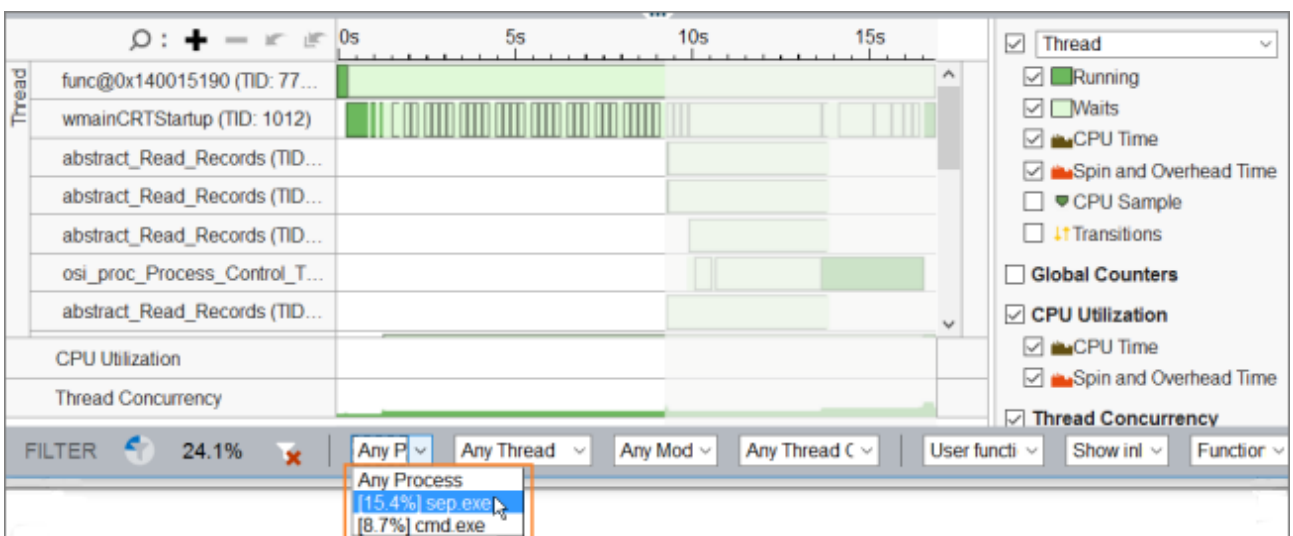 0s 5s 10s 15s
Thread
func@0x140015190 (TID: 77...
wmainCRTStartup (TID: 1012)
abstract_Read_Records (TID...
abstract_Read_Records (TID...
abstract_Read_Records (TID...
osi_proc_Process_Control_T...
abstract_Read_Records (TID...
CPU Utilization
Thread Concurrency
Thread
Running
Waits
CPU Time
Spin and Overhead Time
CPU Sample
Transitions
Global Counters
CPU Utilization
CPU Time
Spin and Overhead Time
Thread Concurrency
FILTER 24.1% Any P Any Thread Any Mod Any Thread C User functi Show inl Function
Any Process
[15.4%] sep.exe
[8.7%] cmd.exe